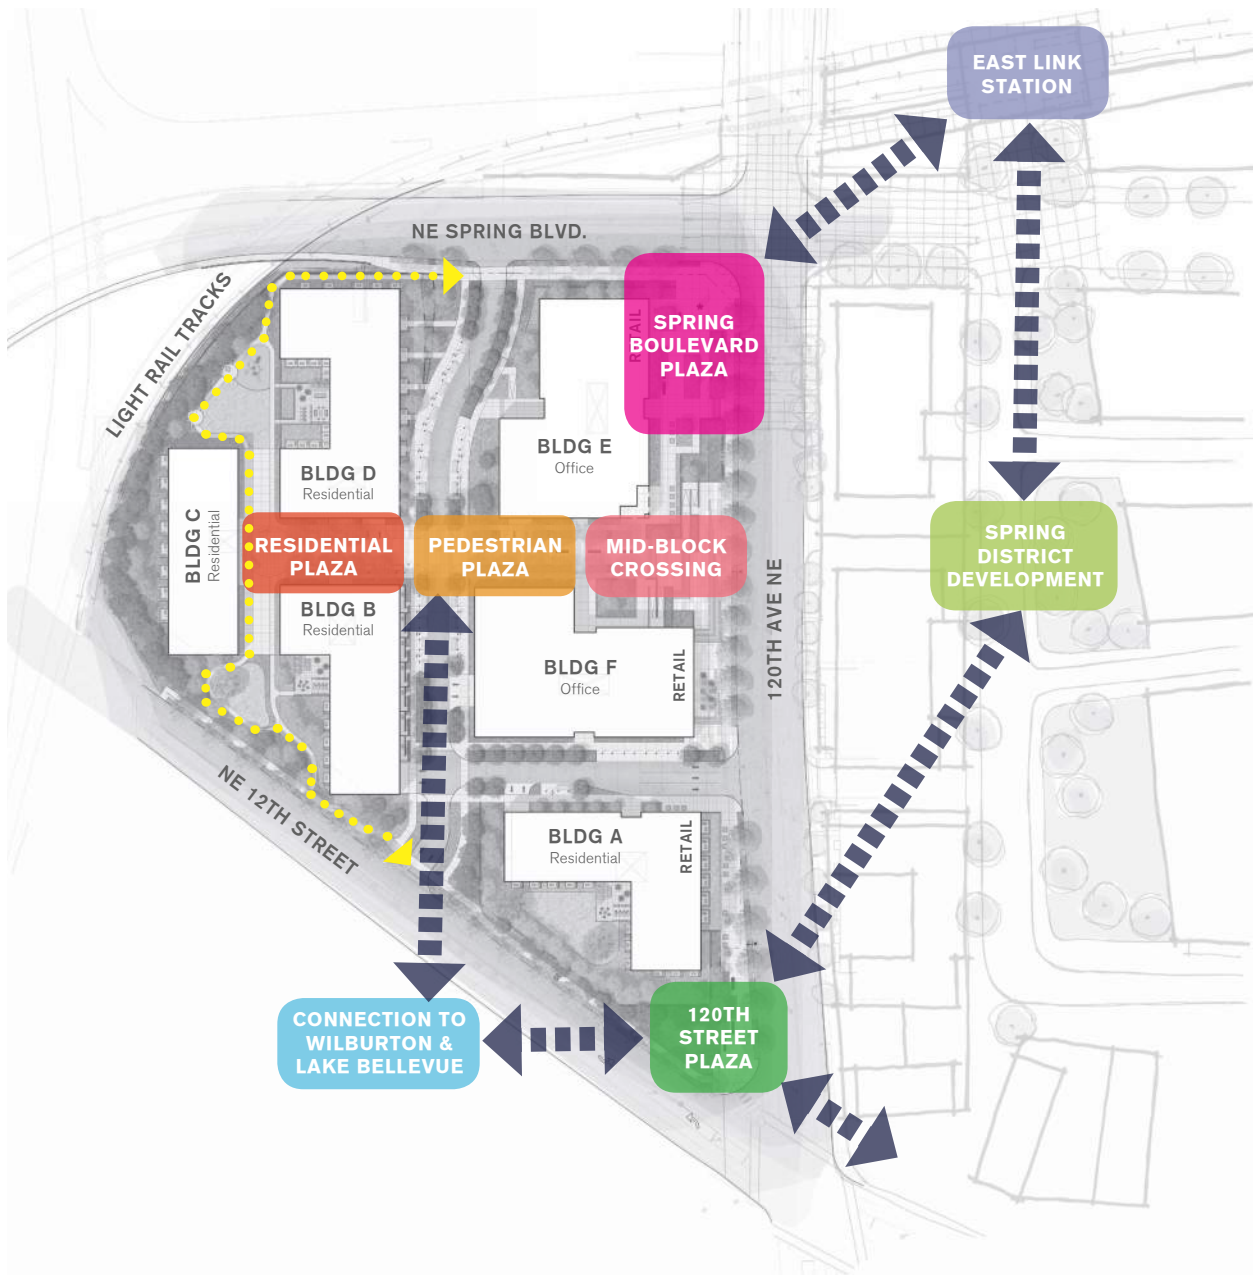 EAST LINK
STATION
NE SPRING BLVD.
LIGHT RAIL TRACKS
RETAIL
SPRING
BOULEVARD
PLAZA
BLDG E
Office
BLDG D
Residential
BLDG C
Residential
RESIDENTIAL
PLAZA
PEDESTRIAN
PLAZA
MID-BLOCK
CROSSING
SPRING
DISTRICT
DEVELOPMENT
120TH AVE NE
BLDG B
Residential
BLDG F
Office
RETAIL
NE 12TH STREET
BLDG A
Residential
RETAIL
CONNECTION TO
WILBURTON &
LAKE BELLEVUE
120TH
STREET
PLAZA